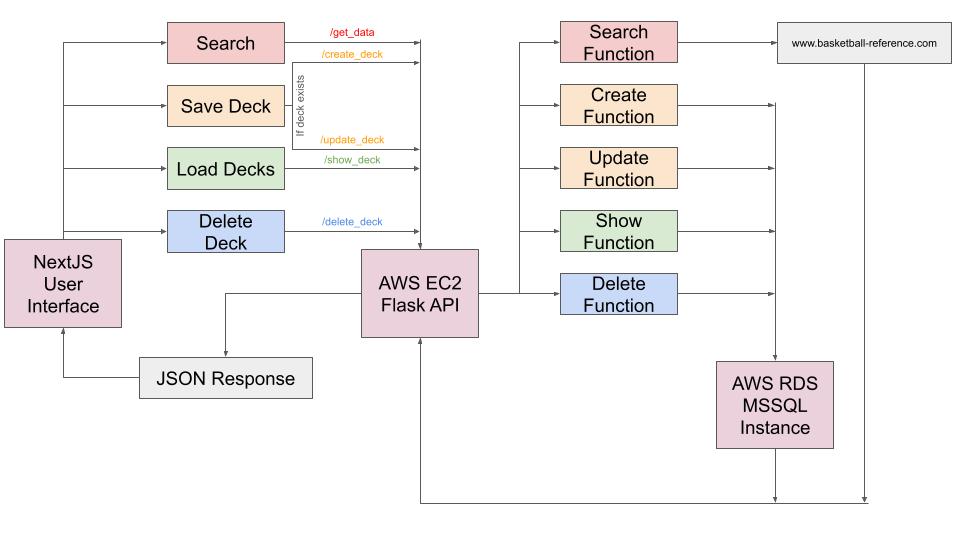 Search
/get_data
Search
Function
www.basketball-reference.com
/create_deck
If deck exists
Save Deck
/update_deck
Create
Function
Load Decks
/show_deck
Update
Function
Delete
Deck
/delete_deck
Show
Function
NextJS
User
Interface
AWS EC2
Flask API
Delete
Function
JSON Response
AWS RDS
MSSQL
Instance